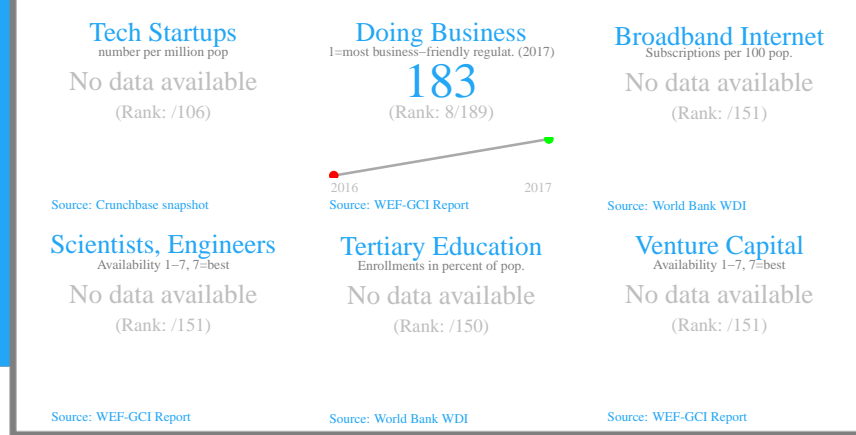 Tech Startups
number per million pop
No data available
(Rank: /106)
Source: Crunchbase snapshot
Doing Business
1=most business−friendly regulat. (2017)
183
(Rank: 8/189)
2016 2017
Source: WEF-GCI Report
Broadband Internet
Subscriptions per 100 pop.
No data available
(Rank: /151)
Source: World Bank WDI
Scientists, Engineers
Availability 1−7, 7=best
No data available
(Rank: /151)
Source: WEF-GCI Report
Tertiary Education
Enrollments in percent of pop.
No data available
(Rank: /150)
Source: World Bank WDI
Venture Capital
Availability 1−7, 7=best
No data available
(Rank: /151)
Source: WEF-GCI Report